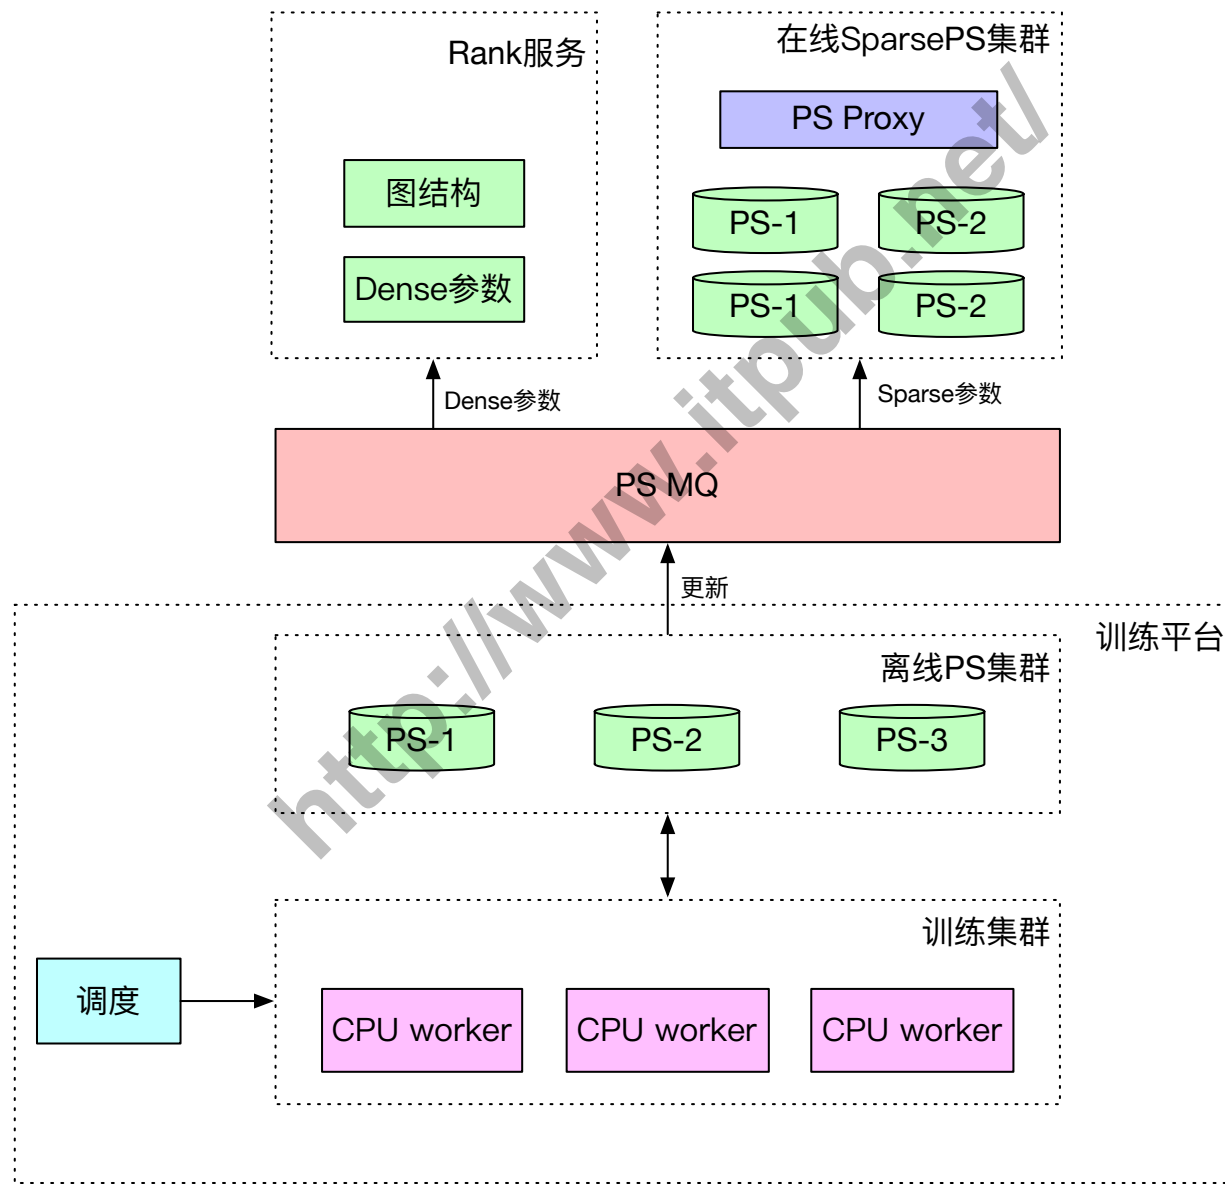 Rank服务
在线SparsePS集群
PS Proxy
图结构
PS-1
PS-2
Dense参数
PS-1
PS-2
Dense参数
Sparse参数
PS MQ
更新
训练平台
离线PS集群
PS-1
PS-2
PS-3
训练集群
调度
CPU worker
CPU worker
CPU worker
http://www.itpub.net/